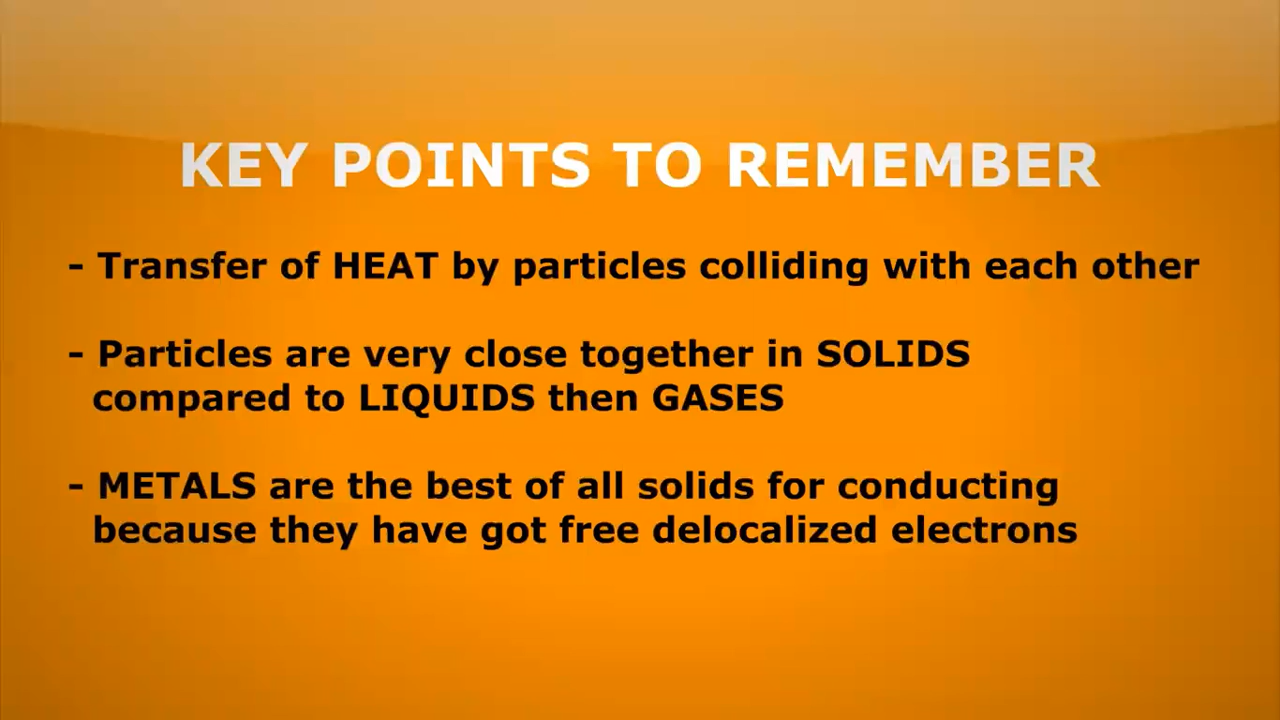 KEY POINTS TO REMEMBER
- Transfer of HEAT by particles colliding with each other
- Particles are very close together in SOLIDS
compared to LIQUIDS then GASES
- METALS are the best of all solids for conducting
because they have got free delocalized electrons